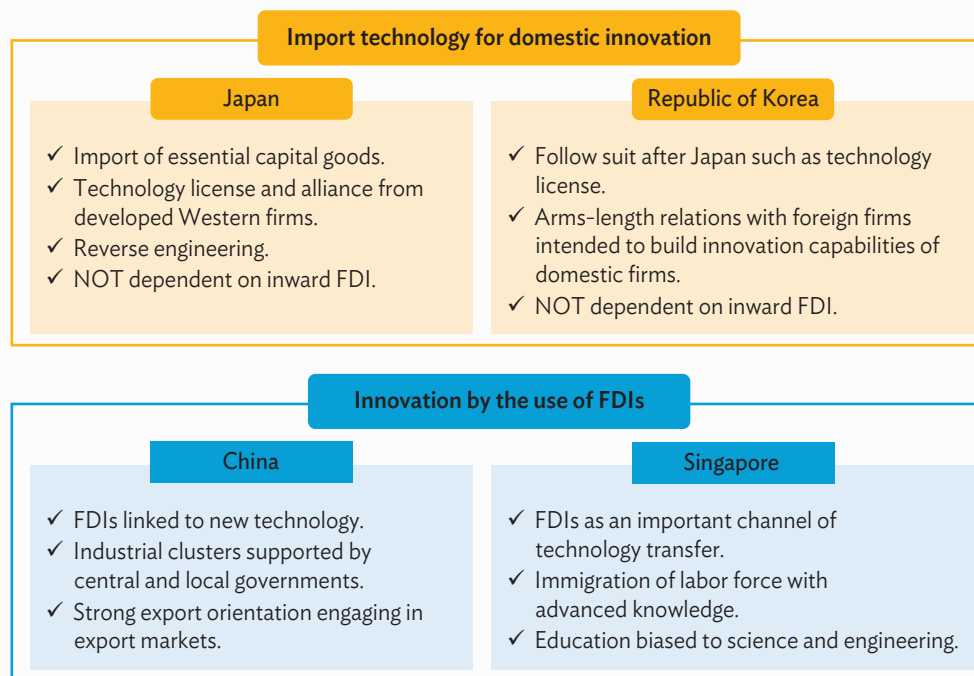 Import technology for domestic innovation
Japan
✓ Import of essential capital goods.
✓ Technology license and alliance from
developed Western firms.
✓ Reverse engineering.
✓ NOT dependent on inward FDI.
Republic of Korea
✓ Follow suit after Japan such as technology
license.
✓ Arms-length relations with foreign firms
intended to build innovation capabilities of
domestic firms.
✓ NOT dependent on inward FDI.
Innovation by the use of FDIs
China
✓ FDIs linked to new technology.
✓ Industrial clusters supported by
central and local governments.
✓ Strong export orientation engaging in
export markets.
Singapore
✓ FDIs as an important channel of
technology transfer.
✓ Immigration of labor force with
advanced knowledge.
✓ Education biased to science and engineering.